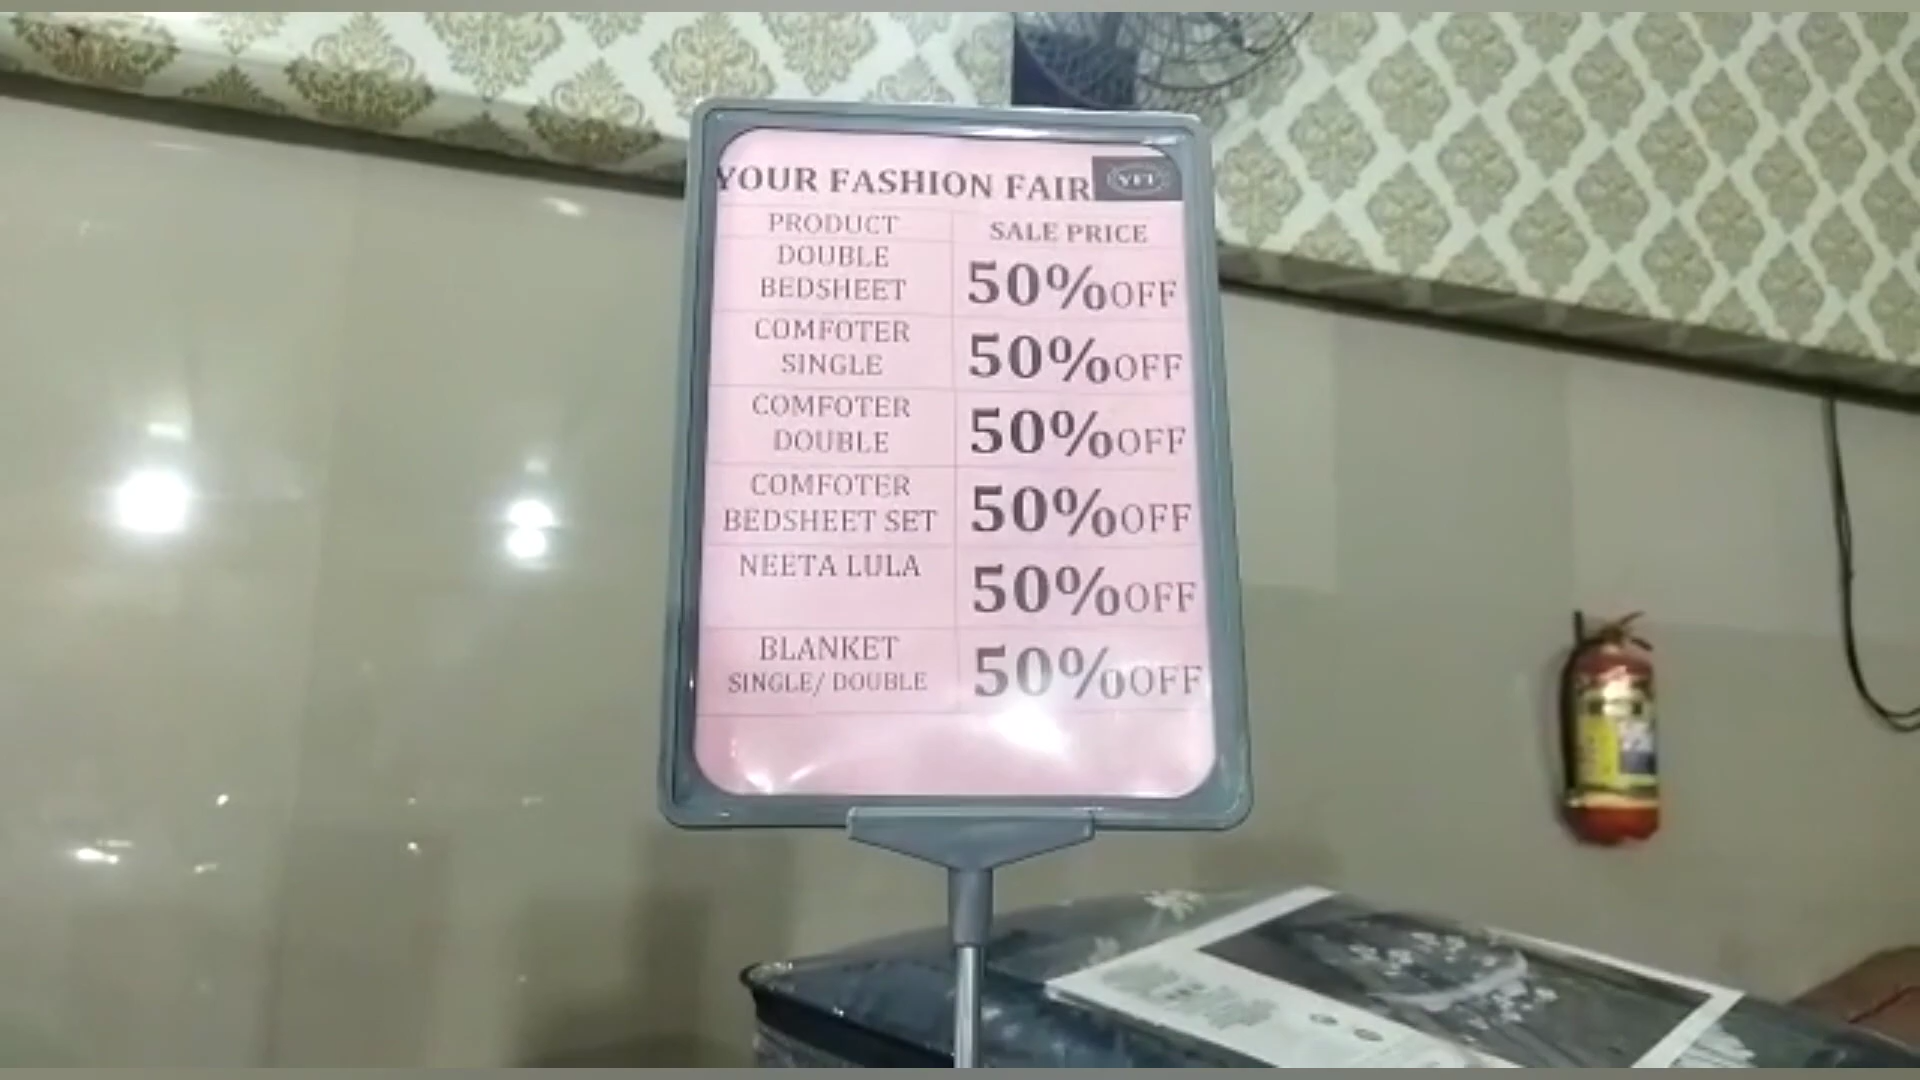 YOUR FASHION FAIR
PRODUCT
SALE PRICE
DOUBLE
BEDSHEET
50%OFF
COMFOTER
SINGLE
50%OFF
COMFOTER
DOUBLE
50%OFF
COMFOTER
BEDSHEET SET
50%OFF
NEETA LULA
50%OFF
BLANKET
SINGLE/ DOUBLE
50%OFF